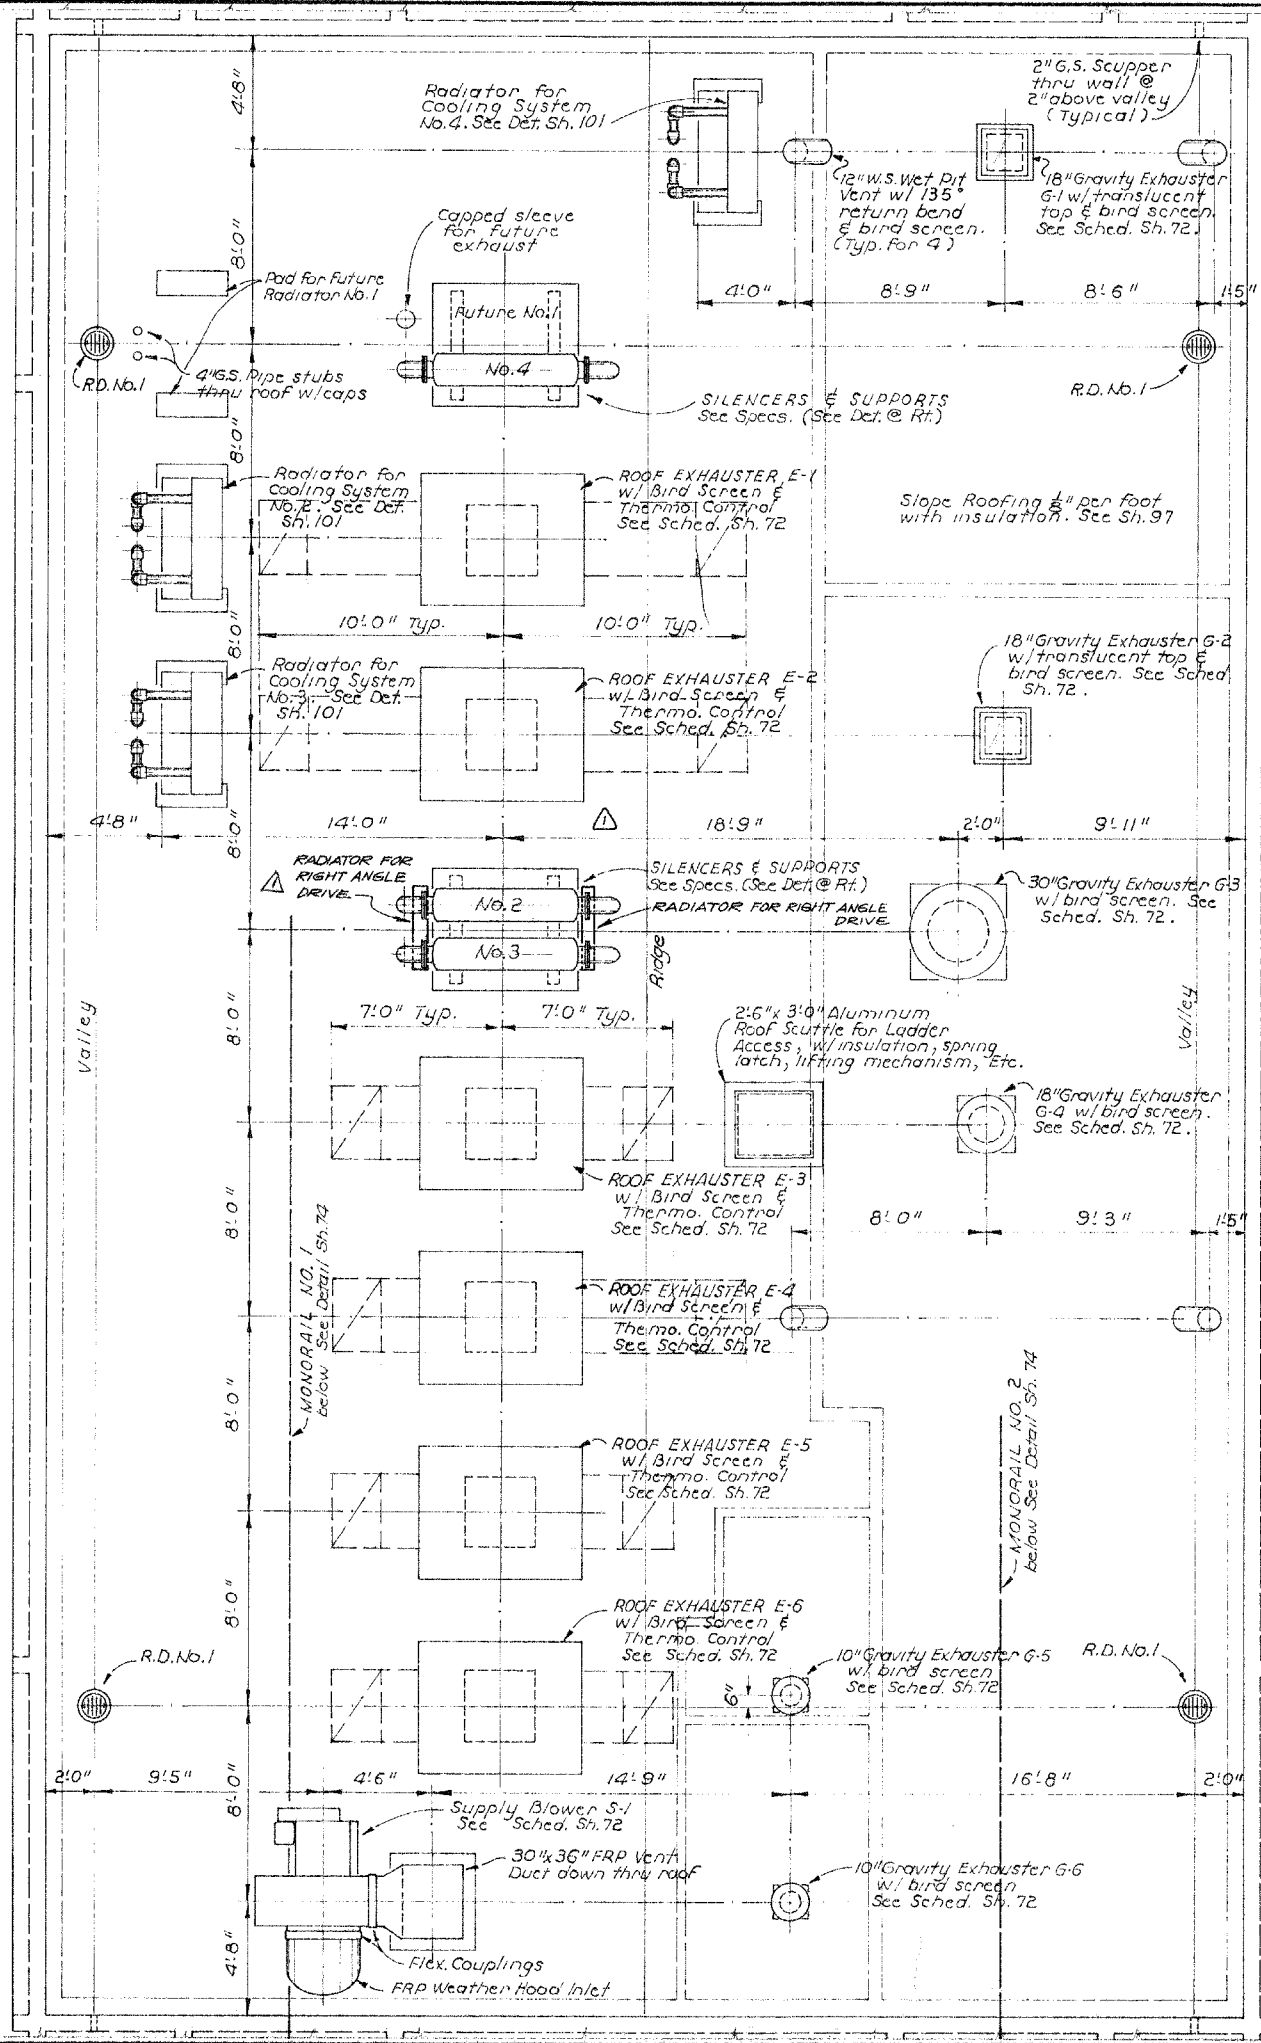 4'-8"
Radiator for
Cooling System
No.4. See Det. Sh. 101
2" G.S. Scupper
thru wall @
2" above valley
(Typical)
12" W.S. Wet Pit
Vent w/ 135°
return bend
& bird screen.
(Typ. for 4)
18" Gravity Exhauster
G-1 w/ translucent
top & bird screen.
See Sched. Sh. 72.
Capped sleeve
for future
exhaust
8'-0"
Pad for Future
Radiator No.1
4'-0"
8'-9"
8'-6"
1'-5"
Future No.1
No.4
R.D. No.1
4" G.S. Pipe stubs
thru roof w/caps
R.D. No.1
SILENCERS & SUPPORTS
See Specs. (See Det. @ Rt.)
8'-0"
Radiator for
Cooling System
No.2. See Det.
Sh. 101
ROOF EXHAUSTER E-1
w/ Bird Screen &
Thermo. Control
See Sched. Sh. 72
Slope Roofing 1/8" per foot
with insulation. See Sh. 97
8'-0"
10'-0" Typ.
10'-0" Typ.
Radiator for
Cooling System
No.3. See Det.
Sh. 101
ROOF EXHAUSTER E-2
w/ Bird Screen &
Thermo. Control
See Sched. Sh. 72
18" Gravity Exhauster G-2
w/ translucent top &
bird screen. See Sched.
Sh. 72.
4'-8"
8'-0"
14'-0"
1
18'-9"
2'-0"
9'-11"
1
RADIATOR FOR
RIGHT ANGLE
DRIVE
No.2
No.3
SILENCERS & SUPPORTS
See Specs. (See Det. @ Rt.)
RADIATOR FOR RIGHT ANGLE
DRIVE
30" Gravity Exhauster G-3
w/ bird screen. See
Sched. Sh. 72.
Ridge
Valley
Valley
8'-0"
7'-0" Typ.
7'-0" Typ.
2'-6" x 3'-0" Aluminum
Roof Scuttle for Ladder
Access, w/ insulation, spring
latch, lifting mechanism, Etc.
18" Gravity Exhauster
G-4 w/ bird screen.
See Sched. Sh. 72.
8'-0"
ROOF EXHAUSTER E-3
w/ Bird Screen &
Thermo. Control
See Sched. Sh. 72
8'-0"
9'-3"
1'-5"
MONORAIL NO. 1
below See Detail Sh. 74
ROOF EXHAUSTER E-4
w/ Bird Screen &
Thermo. Control
See Sched. Sh. 72
8'-0"
MONORAIL NO. 2
below See Detail Sh. 74
ROOF EXHAUSTER E-5
w/ Bird Screen &
Thermo. Control
See Sched. Sh. 72
8'-0"
ROOF EXHAUSTER E-6
w/ Bird Screen &
Thermo. Control
See Sched. Sh. 72
R.D. No.1
10" Gravity Exhauster G-5
w/ bird screen
See Sched. Sh. 72
R.D. No.1
6"
2'-0"
9'-5"
8'-0"
4'-6"
14'-9"
16'-8"
2'-0"
Supply Blower S-1
See Sched. Sh. 72
30" x 36" FRP Vent
Duct down thru roof
10" Gravity Exhauster G-6
w/ bird screen
See Sched. Sh. 72
4'-8"
Flex. Couplings
FRP Weather Hood Inlet